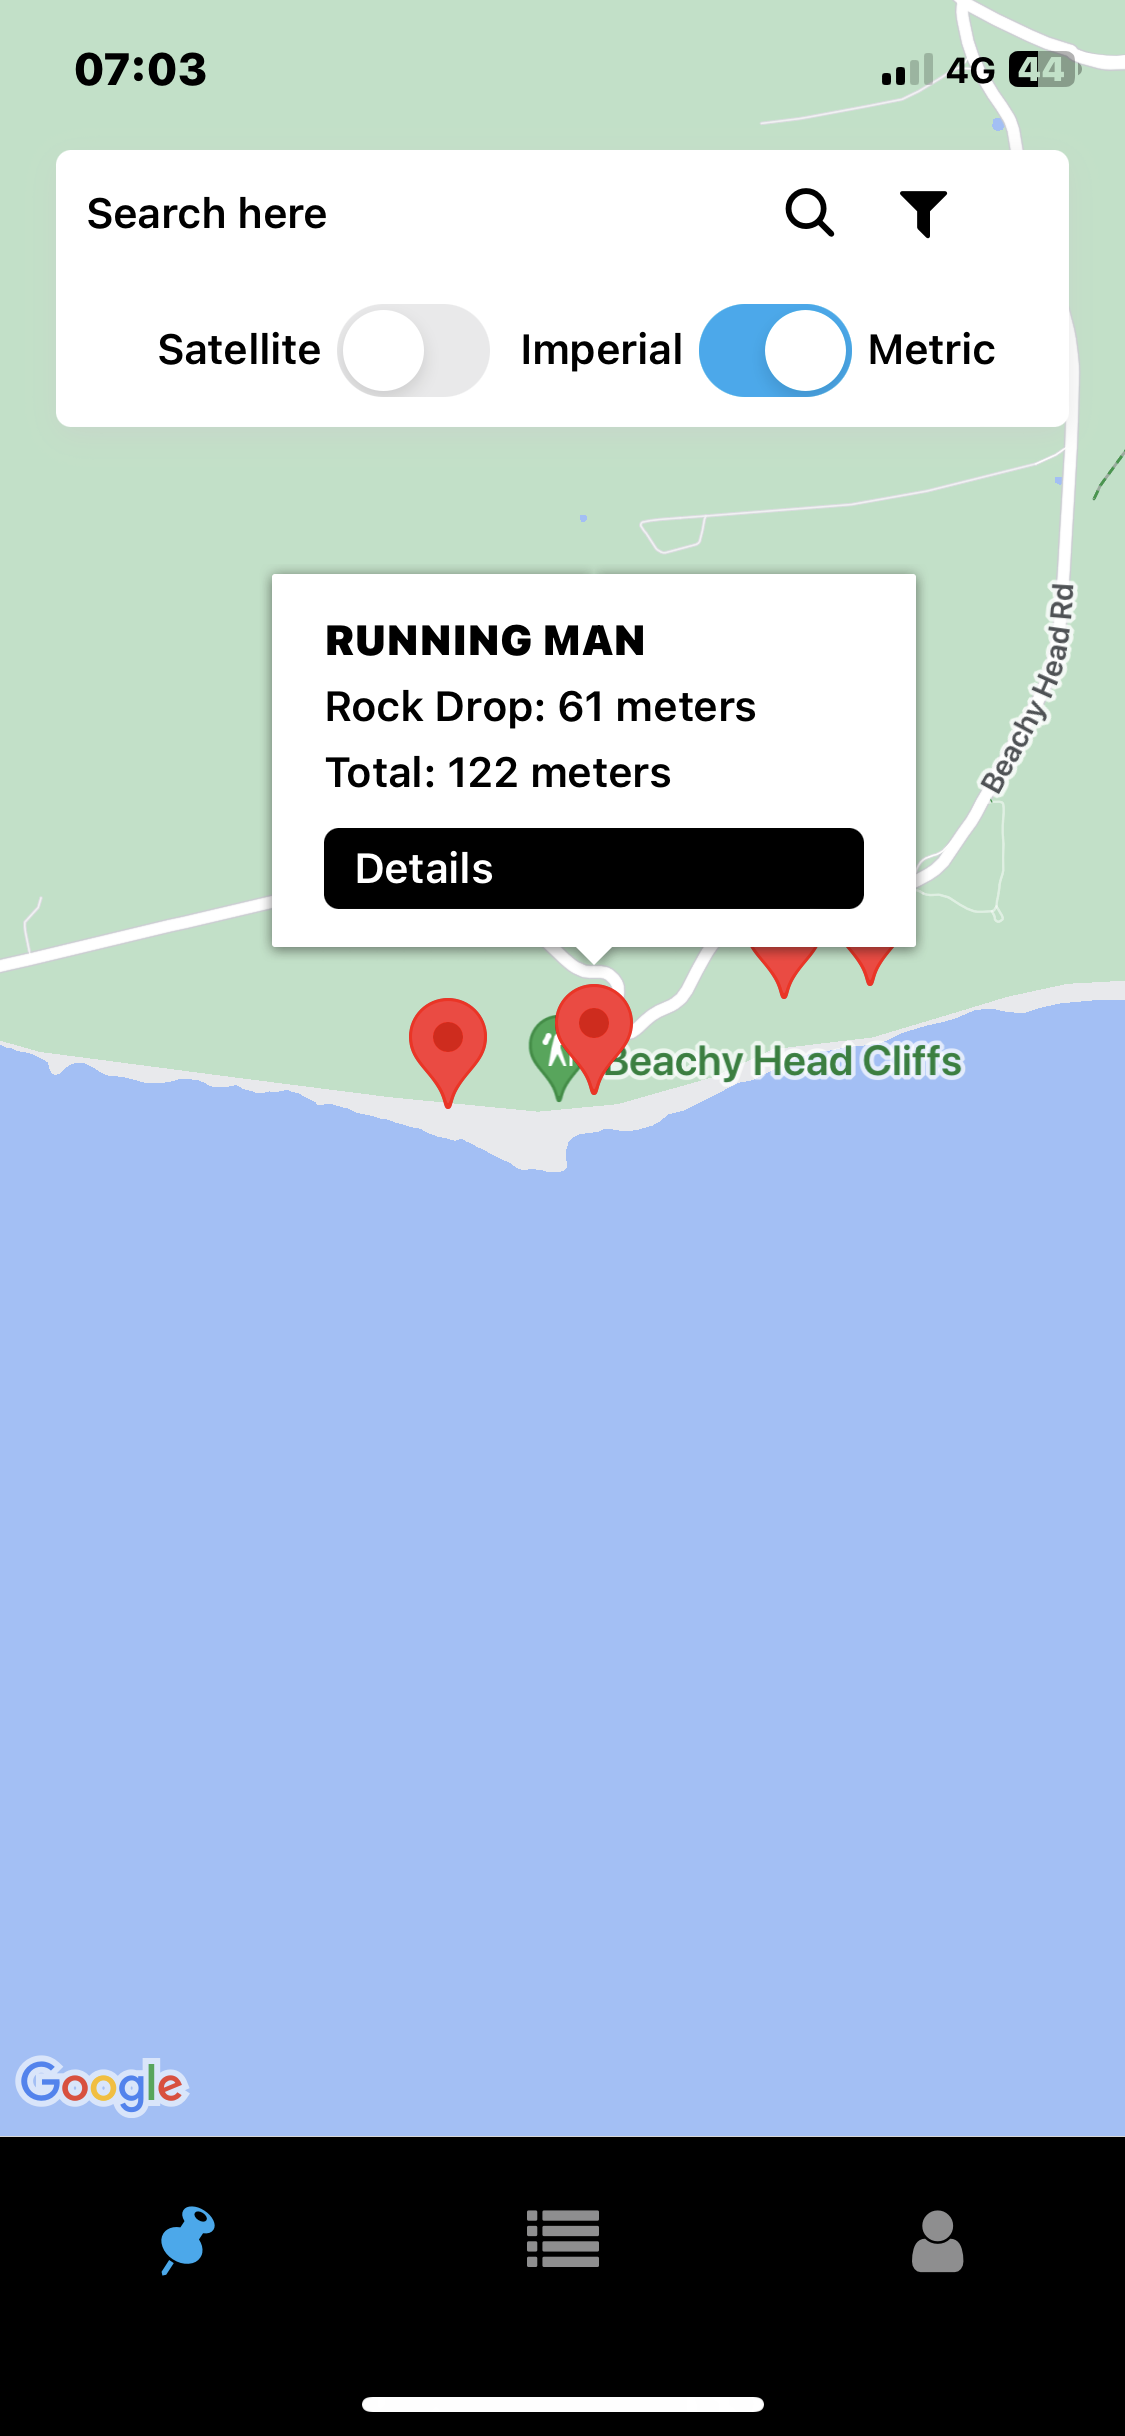 07:03
4G 44
Search here
Satellite Imperial Metric
RUNNING MAN
Rock Drop: 61 meters
Total: 122 meters
Details
Beachy Head Rd
Beachy Head Cliffs
Google